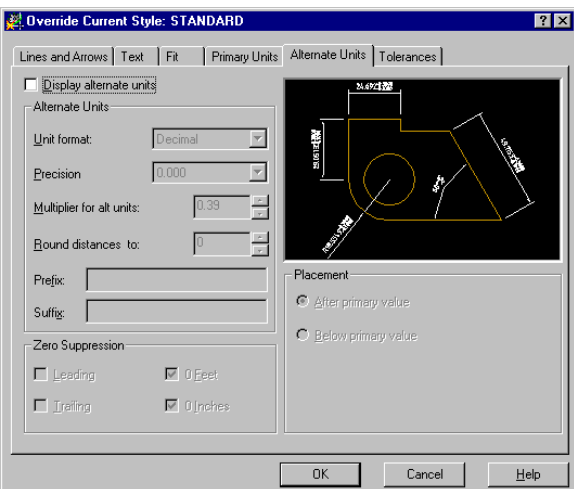 Override Current Style: STANDARD
Lines and Arrows Text Fit Primary Units Alternate Units Tolerances
Display alternate units
Alternate Units
Unit format: Decimal
Precision 0.000
Multiplier for alt units: 0.39
Round distances to: 0
Prefix:
Suffix:
Zero Suppression
Leading 0 Feet
Trailing 0 Inches
Placement
After primary value
Below primary value
OK Cancel Help